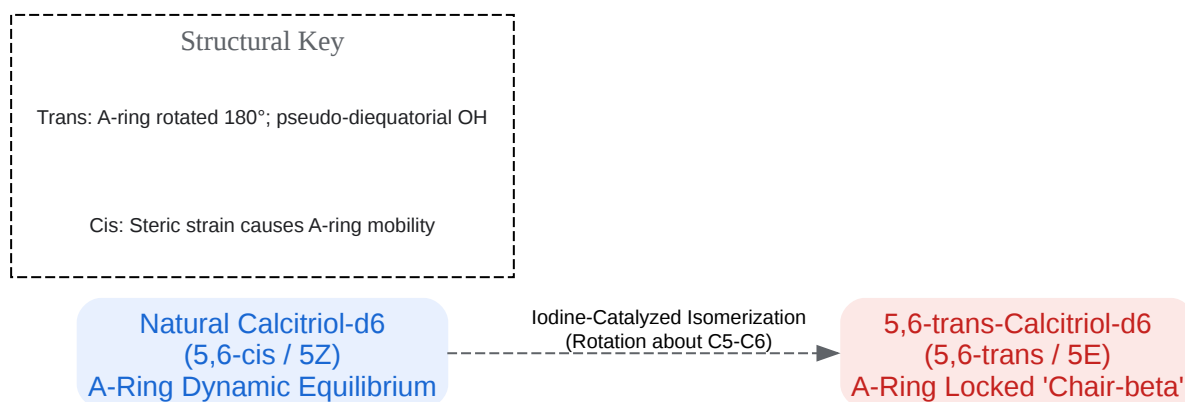 Structural Key
Trans: A-ring rotated 180°; pseudo-diequatorial OH
Cis: Steric strain causes A-ring mobility
Natural Calcitriol-d6
(5,6-cis / 5Z)
A-Ring Dynamic Equilibrium
Iodine-Catalyzed Isomerization
(Rotation about C5-C6)
5,6-trans-Calcitriol-d6
(5,6-trans / 5E)
A-Ring Locked 'Chair-beta'